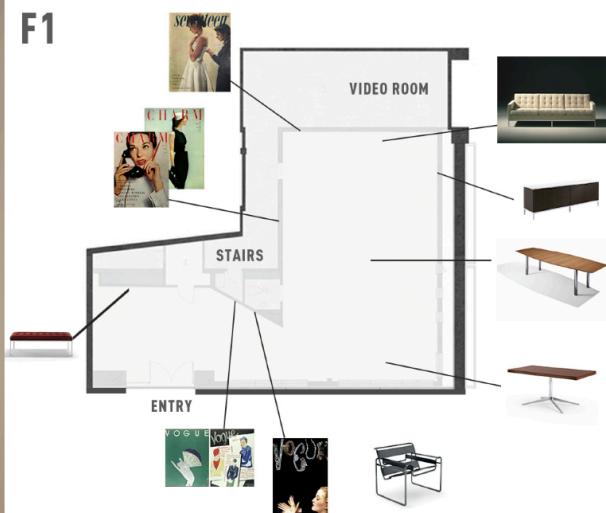 F1
seventeen
VIDEO ROOM
CHARM
CHARM
STAIRS
ENTRY
VOGUE
Vogue
VOGUE